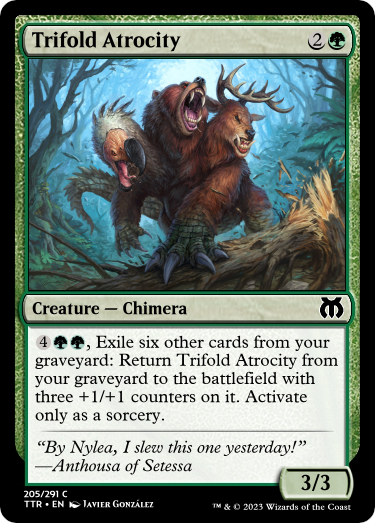 Trifold Atrocity 2
Creature — Chimera
4, Exile six other cards from your
graveyard: Return Trifold Atrocity from
your graveyard to the battlefield with
three +1/+1 counters on it. Activate
only as a sorcery.
“By Nylea, I slew this one yesterday!”
—Anthousa of Setessa
3/3
205/291 C
TTR • EN Javier González
™ & © 2023 Wizards of the Coast